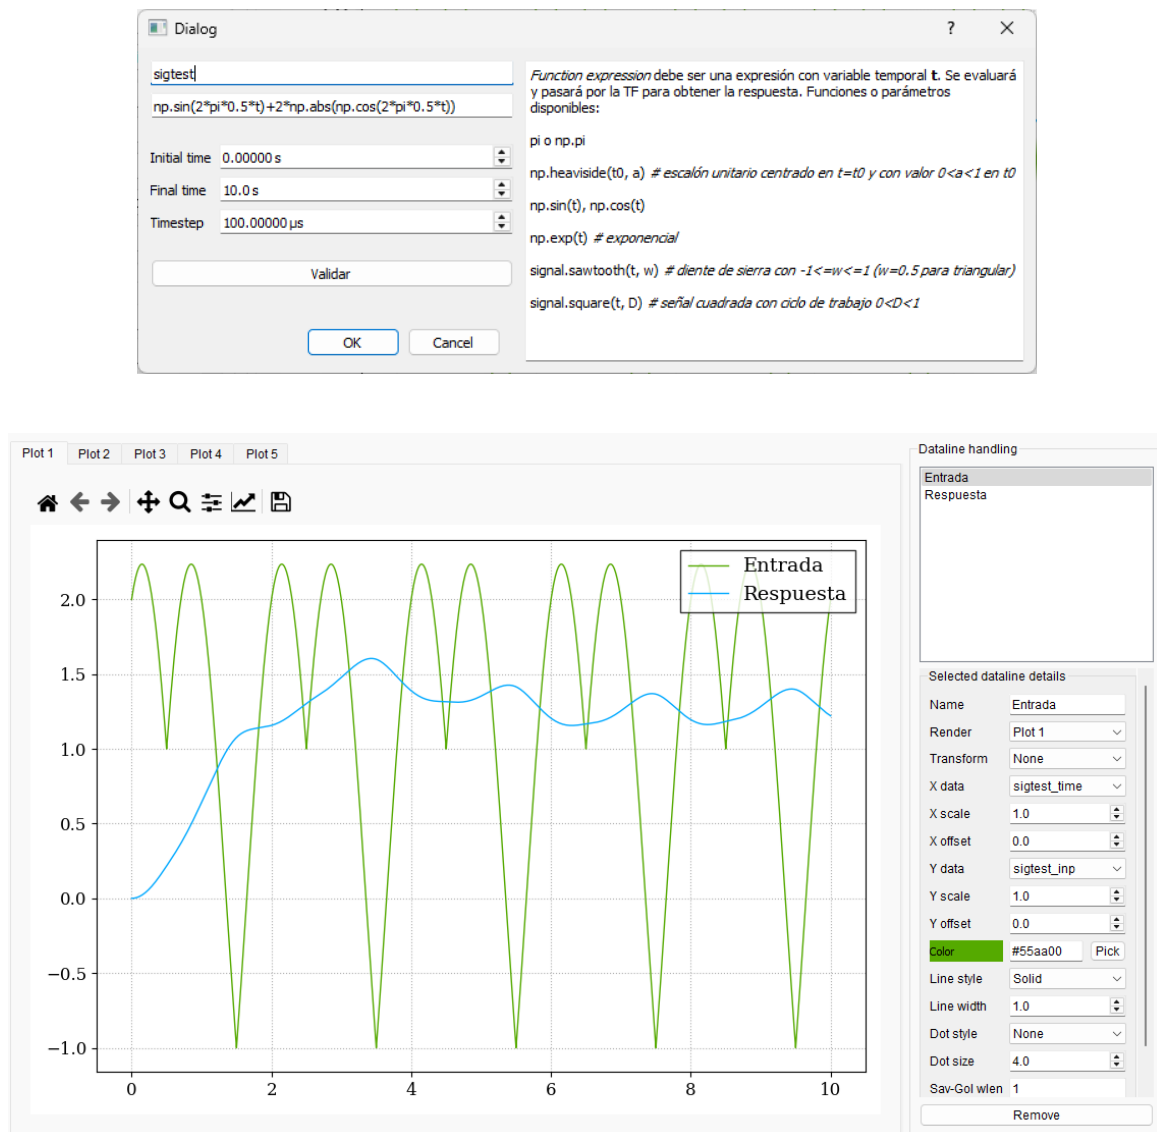 Dialog
?
sigtest
np.sin(2*pi*0.5*t)+2*np.abs(np.cos(2*pi*0.5*t))
Initial time 0.00000 s
Final time 10.0 s
Timestep 100.00000 µs
Validar
OK Cancel
Function expression debe ser una expresión con variable temporal t. Se evaluará
y pasará por la TF para obtener la respuesta. Funciones o parámetros
disponibles:
pi o np.pi
np.heaviside(t0, a) # escalón unitario centrado en t=t0 y con valor 0<a<1 en t0
np.sin(t), np.cos(t)
np.exp(t) # exponencial
signal.sawtooth(t, w) # diente de sierra con -1<=w<=1 (w=0.5 para triangular)
signal.square(t, D) # señal cuadrada con ciclo de trabajo 0<D<1
Plot 1 Plot 2 Plot 3 Plot 4 Plot 5
Entrada
Respuesta
2.0
1.5
1.0
0.5
0.0
−0.5
−1.0
0 2 4 6 8 10
Dataline handling
Entrada
Respuesta
Selected dataline details
Name Entrada
Render Plot 1
Transform None
X data sigtest_time
X scale 1.0
X offset 0.0
Y data sigtest_inp
Y scale 1.0
Y offset 0.0
Color #55aa00 Pick
Line style Solid
Line width 1.0
Dot style None
Dot size 4.0
Sav-Gol wlen 1
Remove